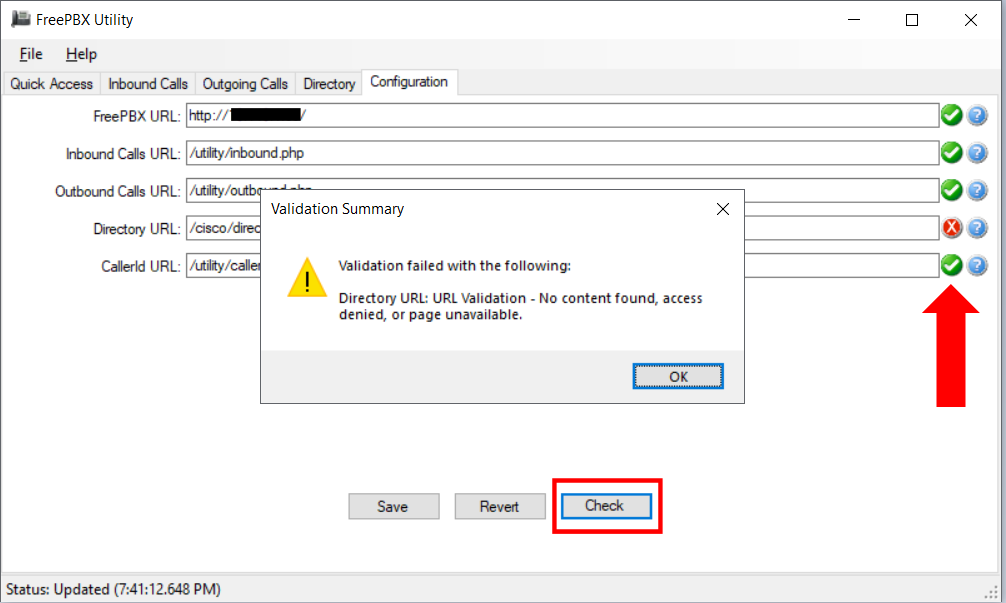 FreePBX Utility
File Help
Quick Access Inbound Calls Outgoing Calls Directory Configuration
FreePBX URL: http:// /
Inbound Calls URL: /utility/inbound.php
Outbound Calls URL: /utility/outbound.php
Validation Summary
Directory URL: /cisco/direc
CallerId URL: /utility/caller
Validation failed with the following:
Directory URL: URL Validation - No content found, access
denied, or page unavailable.
OK
Save Revert Check
Status: Updated (7:41:12.648 PM)